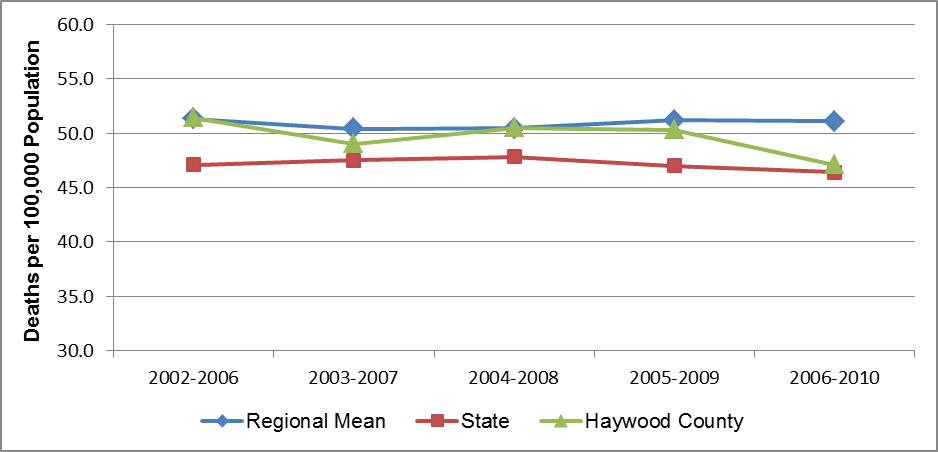 60.0
55.0
50.0
45.0
40.0
35.0
30.0
Deaths per 100,000 Population
2002-2006 2003-2007 2004-2008 2005-2009 2006-2010
Regional Mean State Haywood County